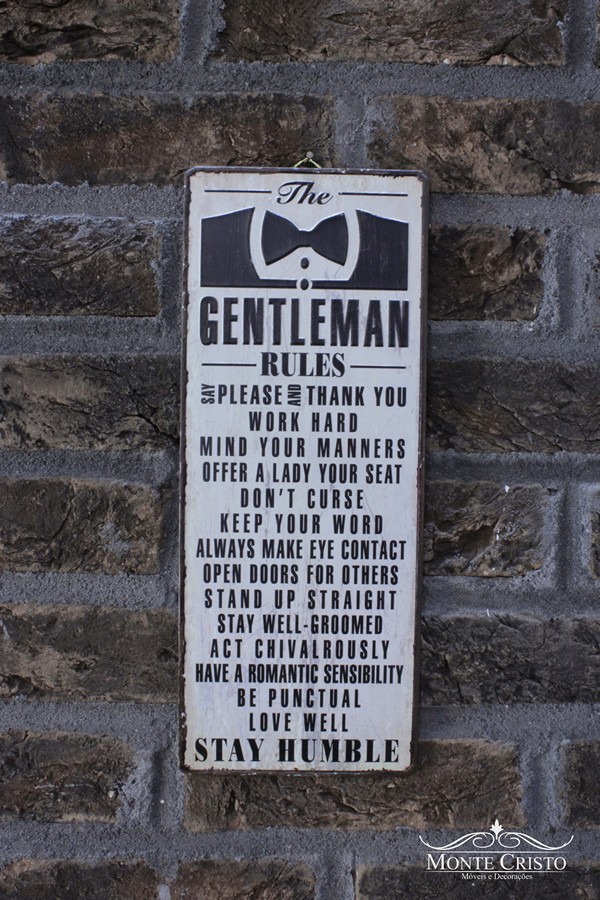 The
GENTLEMAN
RULES
SAY PLEASE AND THANK YOU
WORK HARD
MIND YOUR MANNERS
OFFER A LADY YOUR SEAT
DON'T CURSE
KEEP YOUR WORD
ALWAYS MAKE EYE CONTACT
OPEN DOORS FOR OTHERS
STAND UP STRAIGHT
STAY WELL-GROOMED
ACT CHIVALROUSLY
HAVE A ROMANTIC SENSIBILITY
BE PUNCTUAL
LOVE WELL
STAY HUMBLE
MONTE CRISTO
Móveis e Decorações